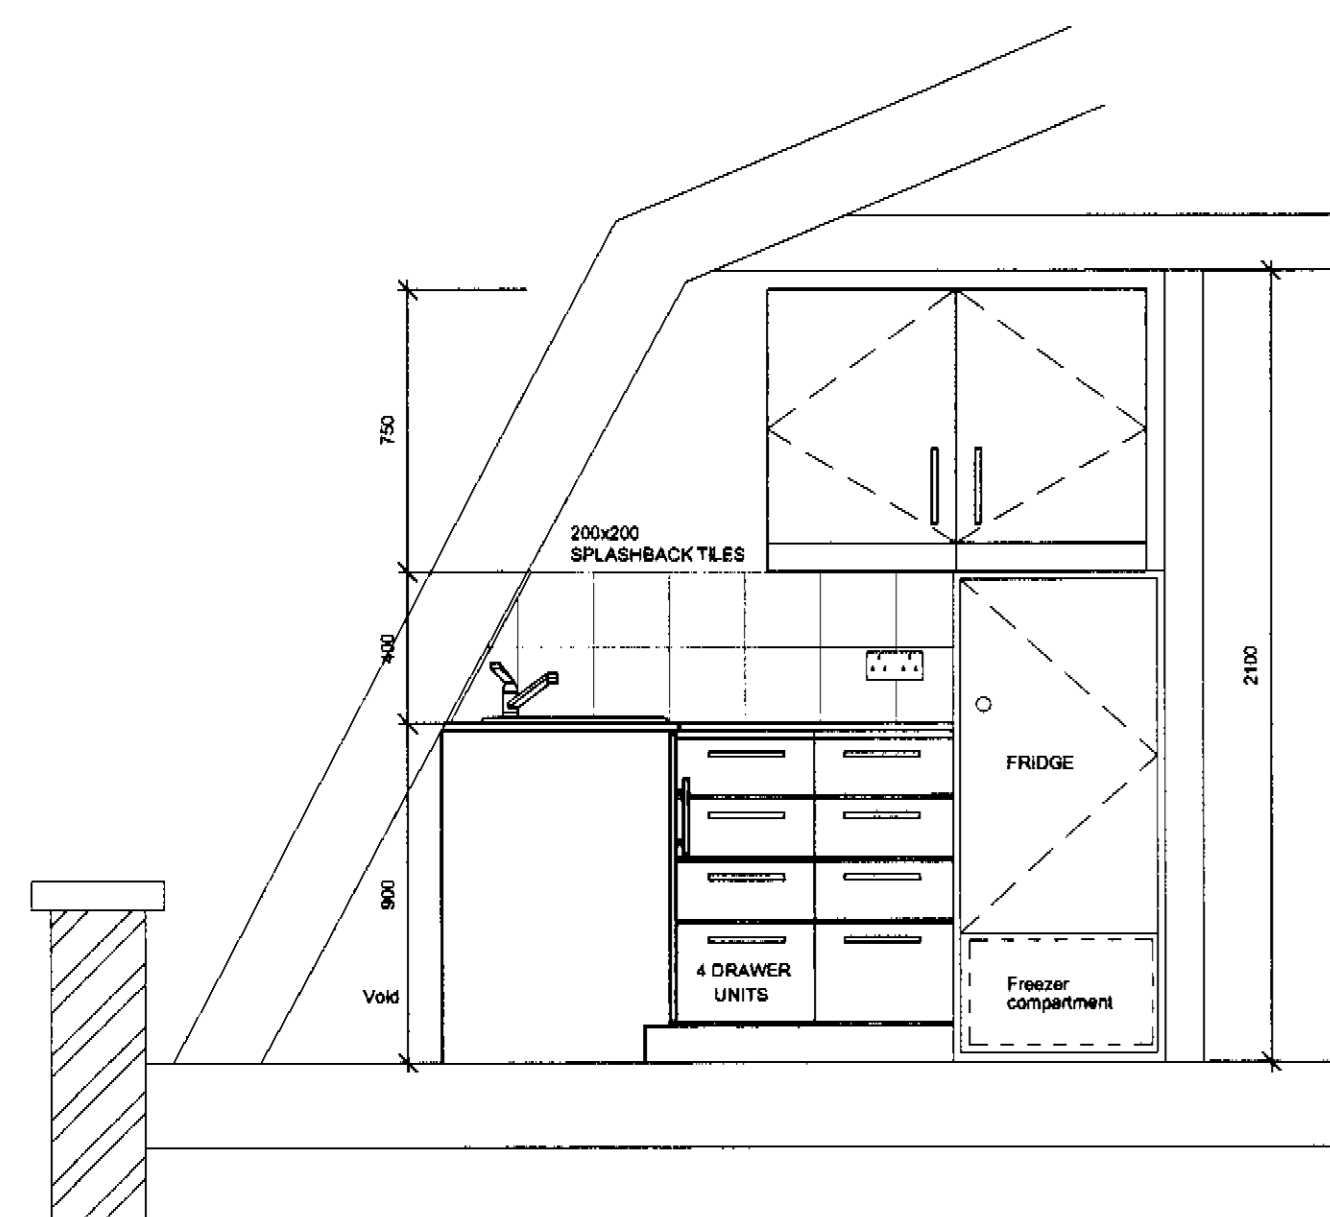 750
200x200
SPLASHBACK TILES
400
2100
FRIDGE
900
4 DRAWER
UNITS
Void
Freezer
compartment